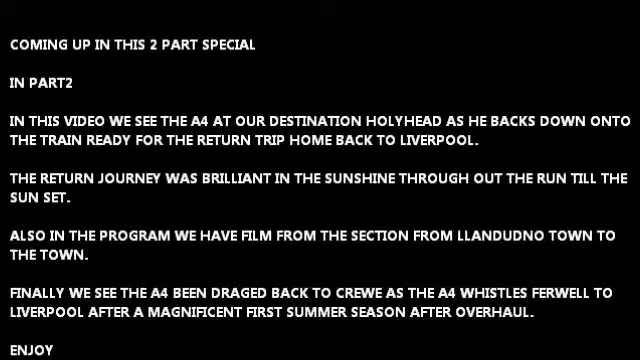 COMING UP IN THIS 2 PART SPECIAL
IN PART2
IN THIS VIDEO WE SEE THE A4 AT OUR DESTINATION HOLYHEAD AS HE BACKS DOWN ONTO
THE TRAIN READY FOR THE RETURN TRIP HOME BACK TO LIVERPOOL.
THE RETURN JOURNEY WAS BRILLIANT IN THE SUNSHINE THROUGH OUT THE RUN TILL THE
SUN SET.
ALSO IN THE PROGRAM WE HAVE FILM FROM THE SECTION FROM LLANDUDNO TOWN TO
THE TOWN.
FINALLY WE SEE THE A4 BEEN DRAGED BACK TO CREWE AS THE A4 WHISTLES FERWELL TO
LIVERPOOL AFTER A MAGNIFICENT FIRST SUMMER SEASON AFTER OVERHAUL.
ENJOY